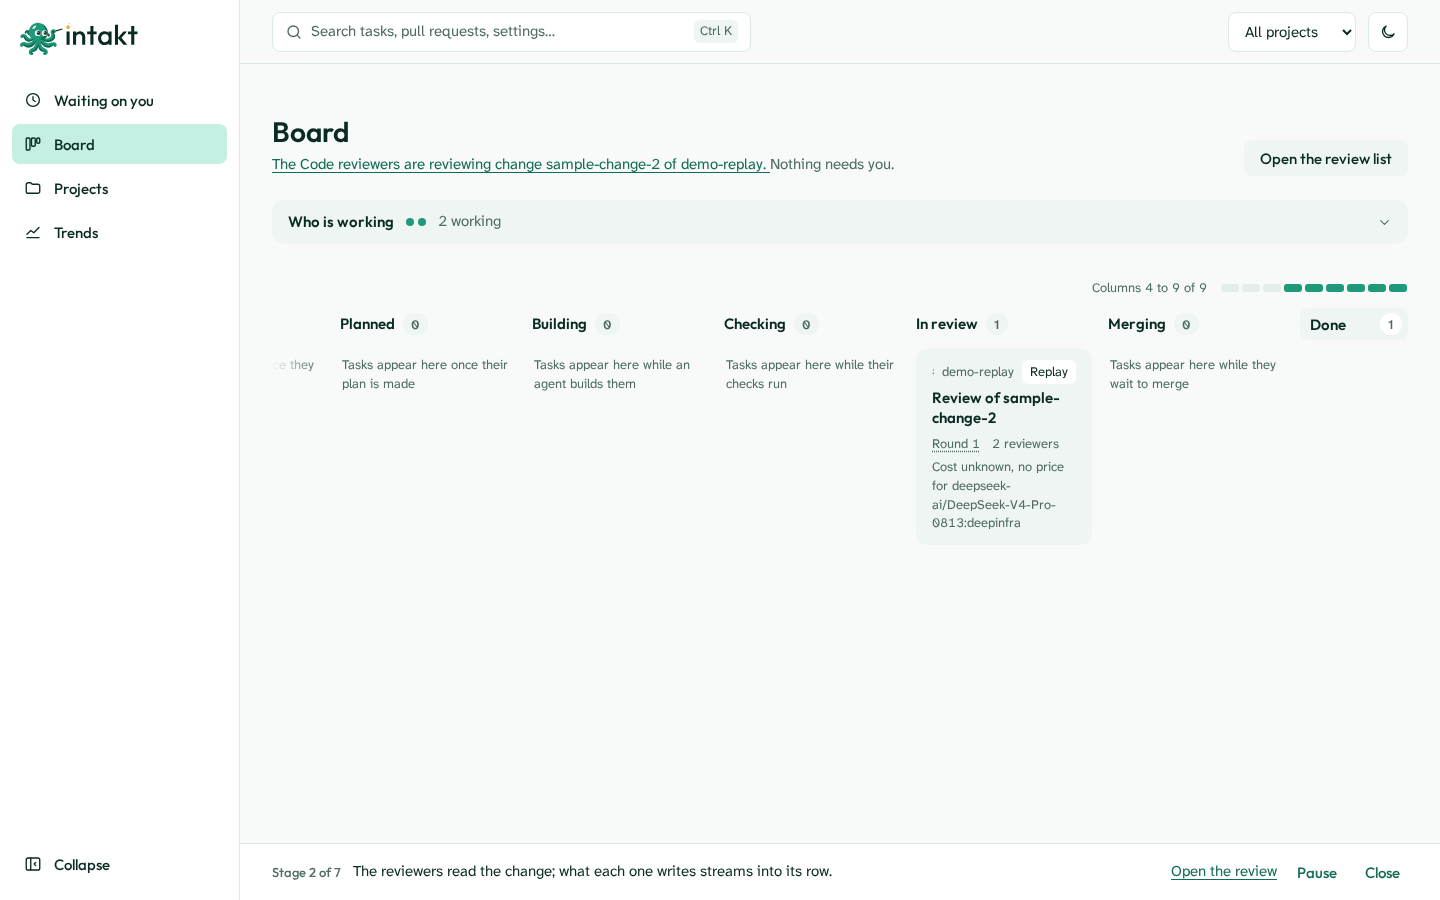 intakt
Search tasks, pull requests, settings...
Ctrl K
All projects
Waiting on you
Board
Projects
Trends
Board
The Code reviewers are reviewing change sample-change-2 of demo-replay. Nothing needs you.
Open the review list
Who is working
2 working
Columns 4 to 9 of 9
Planned 0
Building 0
Checking 0
In review 1
Merging 0
Done 1
they
Tasks appear here once their
plan is made
Tasks appear here while an
agent builds them
Tasks appear here while their
checks run
demo-replay Replay
Review of sample-
change-2
Round 1 2 reviewers
Cost unknown, no price
for deepseek-
ai/DeepSeek-V4-Pro-
0813:deepinfra
Tasks appear here while they
wait to merge
Collapse
Stage 2 of 7 The reviewers read the change; what each one writes streams into its row.
Open the review
Pause
Close